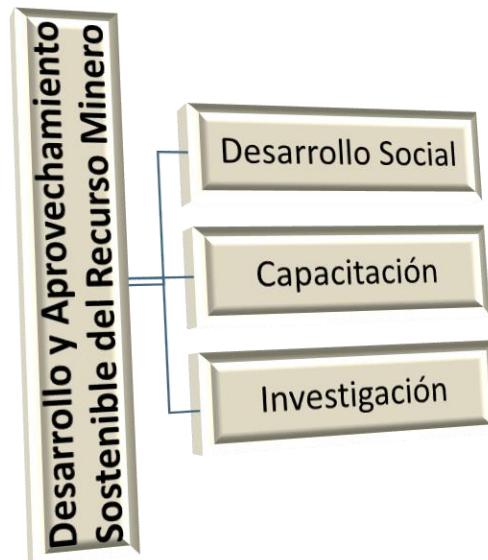 Desarrollo y Aprovechamiento
Sostenible del Recurso Minero
Desarrollo Social
Capacitación
Investigación